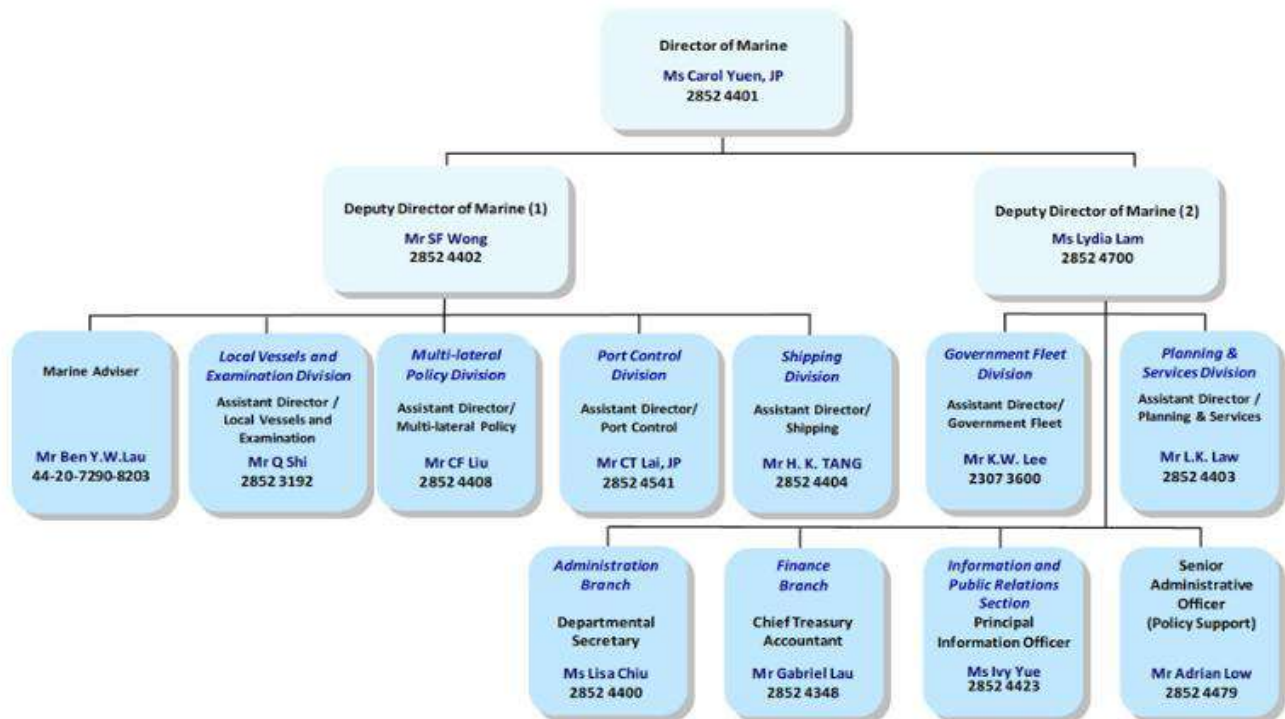 Director of Marine
Ms Carol Yuen, JP
2852 4401
Deputy Director of Marine (1)
Mr SF Wong
2852 4402
Deputy Director of Marine (2)
Ms Lydia Lam
2852 4700
Marine Adviser
Mr Ben Y.W.Lau
44-20-7290-8203
Local Vessels and
Examination Division
Assistant Director /
Local Vessels and
Examination
Mr Q Shi
2852 3192
Multi-lateral
Policy Division
Assistant Director/
Multi-lateral Policy
Mr CF Liu
2852 4408
Port Control
Division
Assistant Director/
Port Control
Mr CT Lai, JP
2852 4541
Shipping
Division
Assistant Director/
Shipping
Mr H. K. TANG
2852 4404
Government Fleet
Division
Assistant Director/
Government Fleet
Mr K.W. Lee
2307 3600
Planning &
Services Division
Assistant Director /
Planning & Services
Mr L.K. Law
2852 4403
Administration
Branch
Departmental
Secretary
Ms Lisa Chiu
2852 4400
Finance
Branch
Chief Treasury
Accountant
Mr Gabriel Lau
2852 4348
Information and
Public Relations
Section
Principal
Information Officer
Ms Ivy Yue
2852 4423
Senior
Administrative
Officer
(Policy Support)
Mr Adrian Low
2852 4479